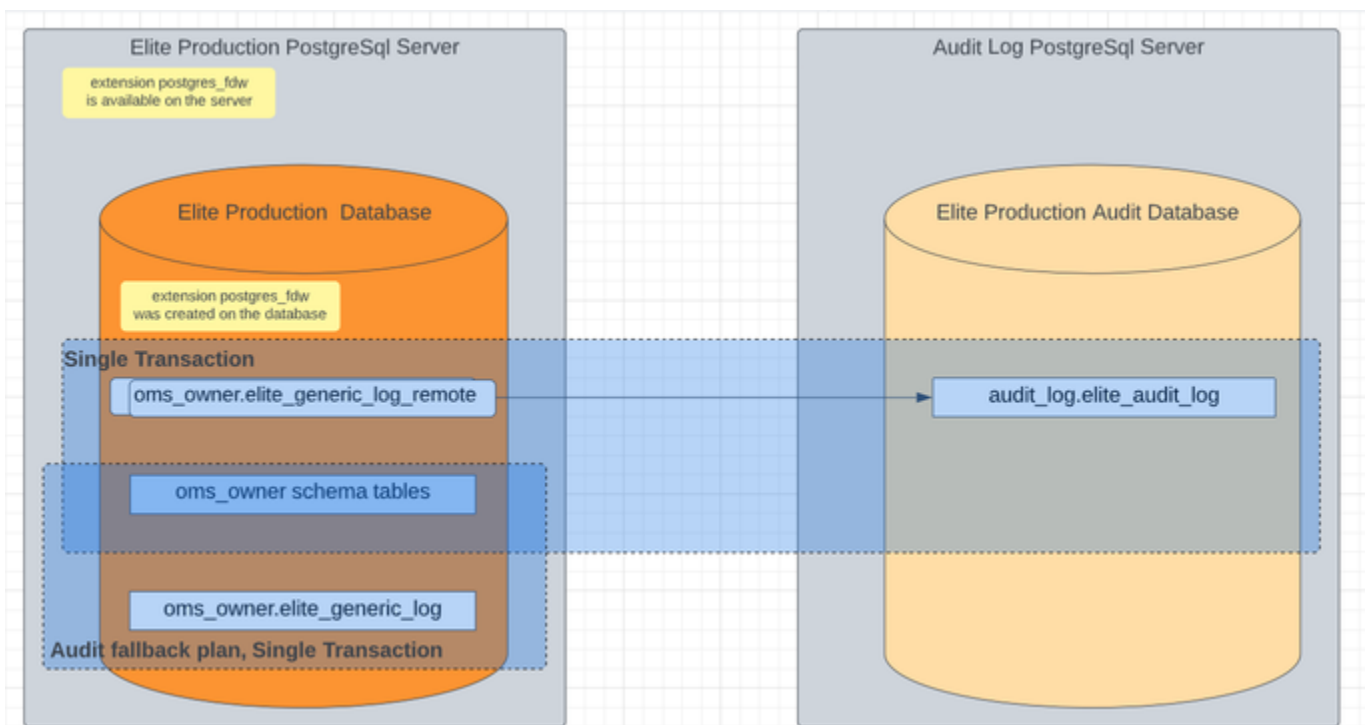 Elite Production PostgreSql Server
extension postgres_fdw
is available on the server
Elite Production Database
extension postgres_fdw
was created on the database
Single Transaction
oms_owner.elite_generic_log_remote
oms_owner schema tables
oms_owner.elite_generic_log
Audit fallback plan, Single Transaction
Audit Log PostgreSql Server
Elite Production Audit Database
audit_log.elite_audit_log